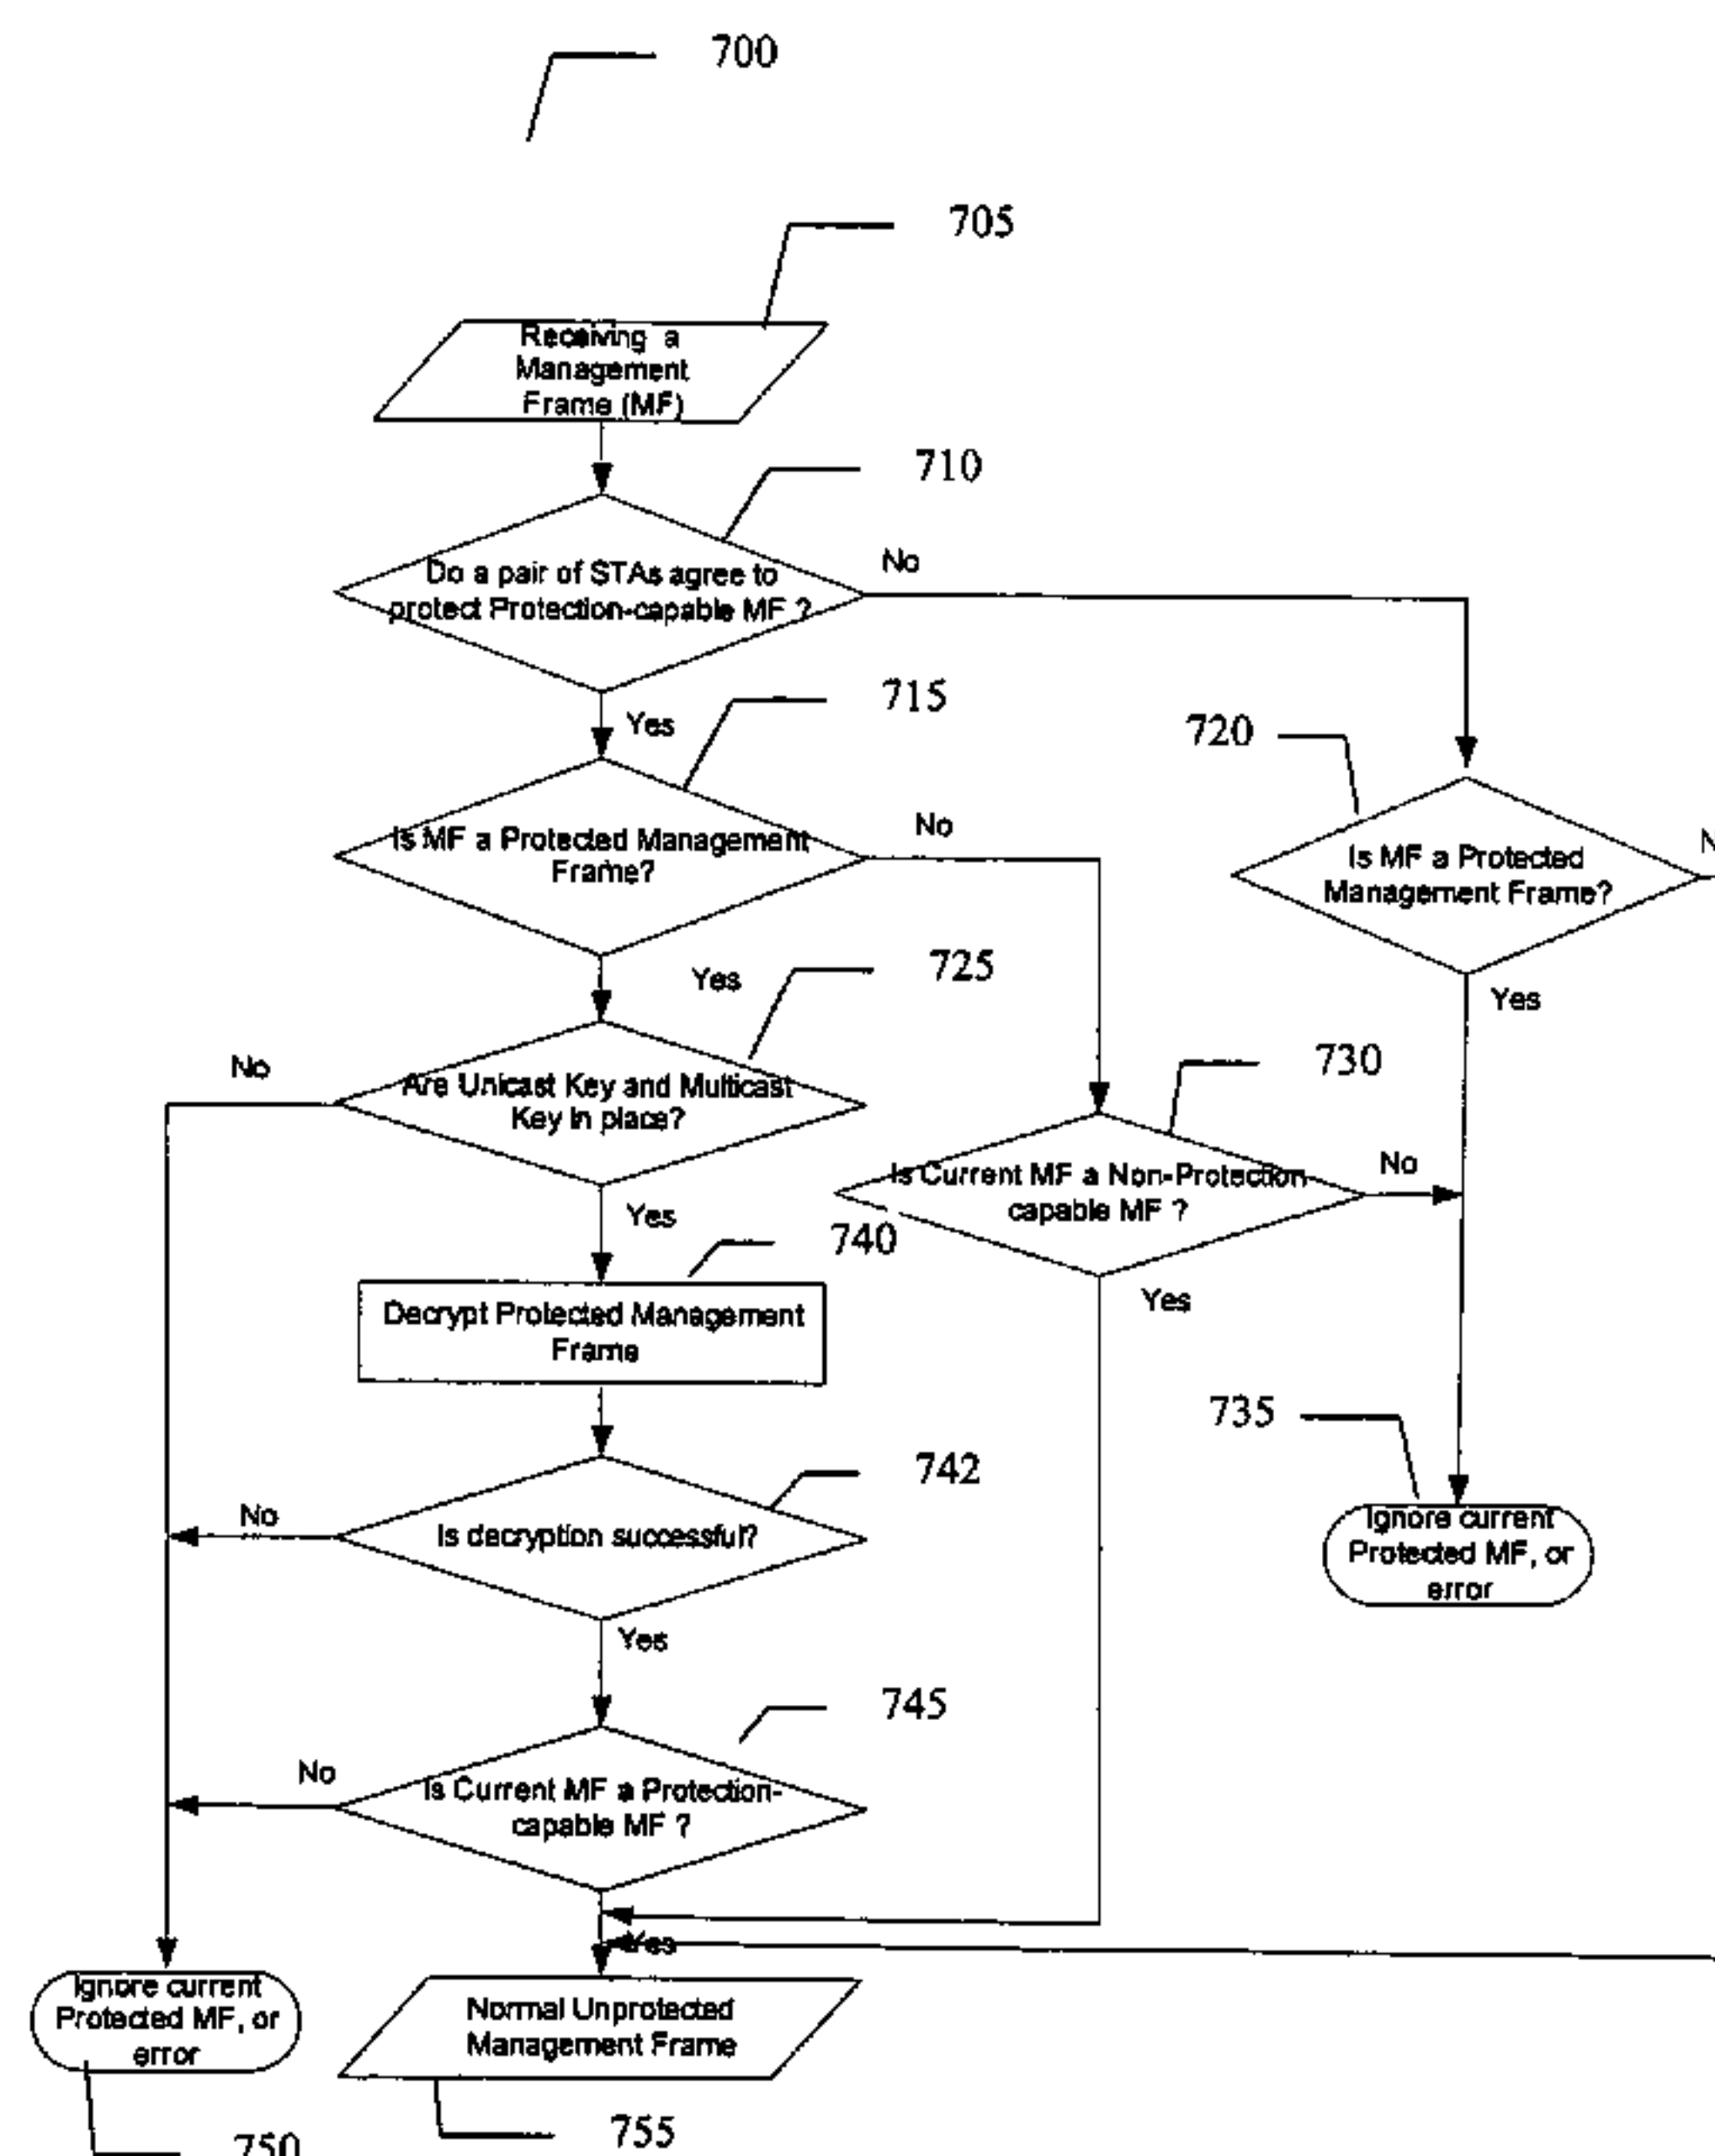 700
705
Receiving a
Management
Frame (MF)
710
Do a pair of STAs agree to
protect Protection-capable MF ?
No
Yes
715
720
Is MF a Protected Management
Frame?
No
Is MF a Protected
Management Frame?
N
Yes
725
Yes
No
Are Unicast Key and Multicast
Key in place?
730
Is Current MF a Non-Protection
capable MF ?
No
Yes
740
Yes
Decrypt Protected Management
Frame
735
742
Is decryption successful?
No
Ignore current
Protected MF, or
error
Yes
745
No
Is Current MF a Protection-
capable MF ?
Yes
Ignore current
Protected MF, or
error
Normal Unprotected
Management Frame
750
755